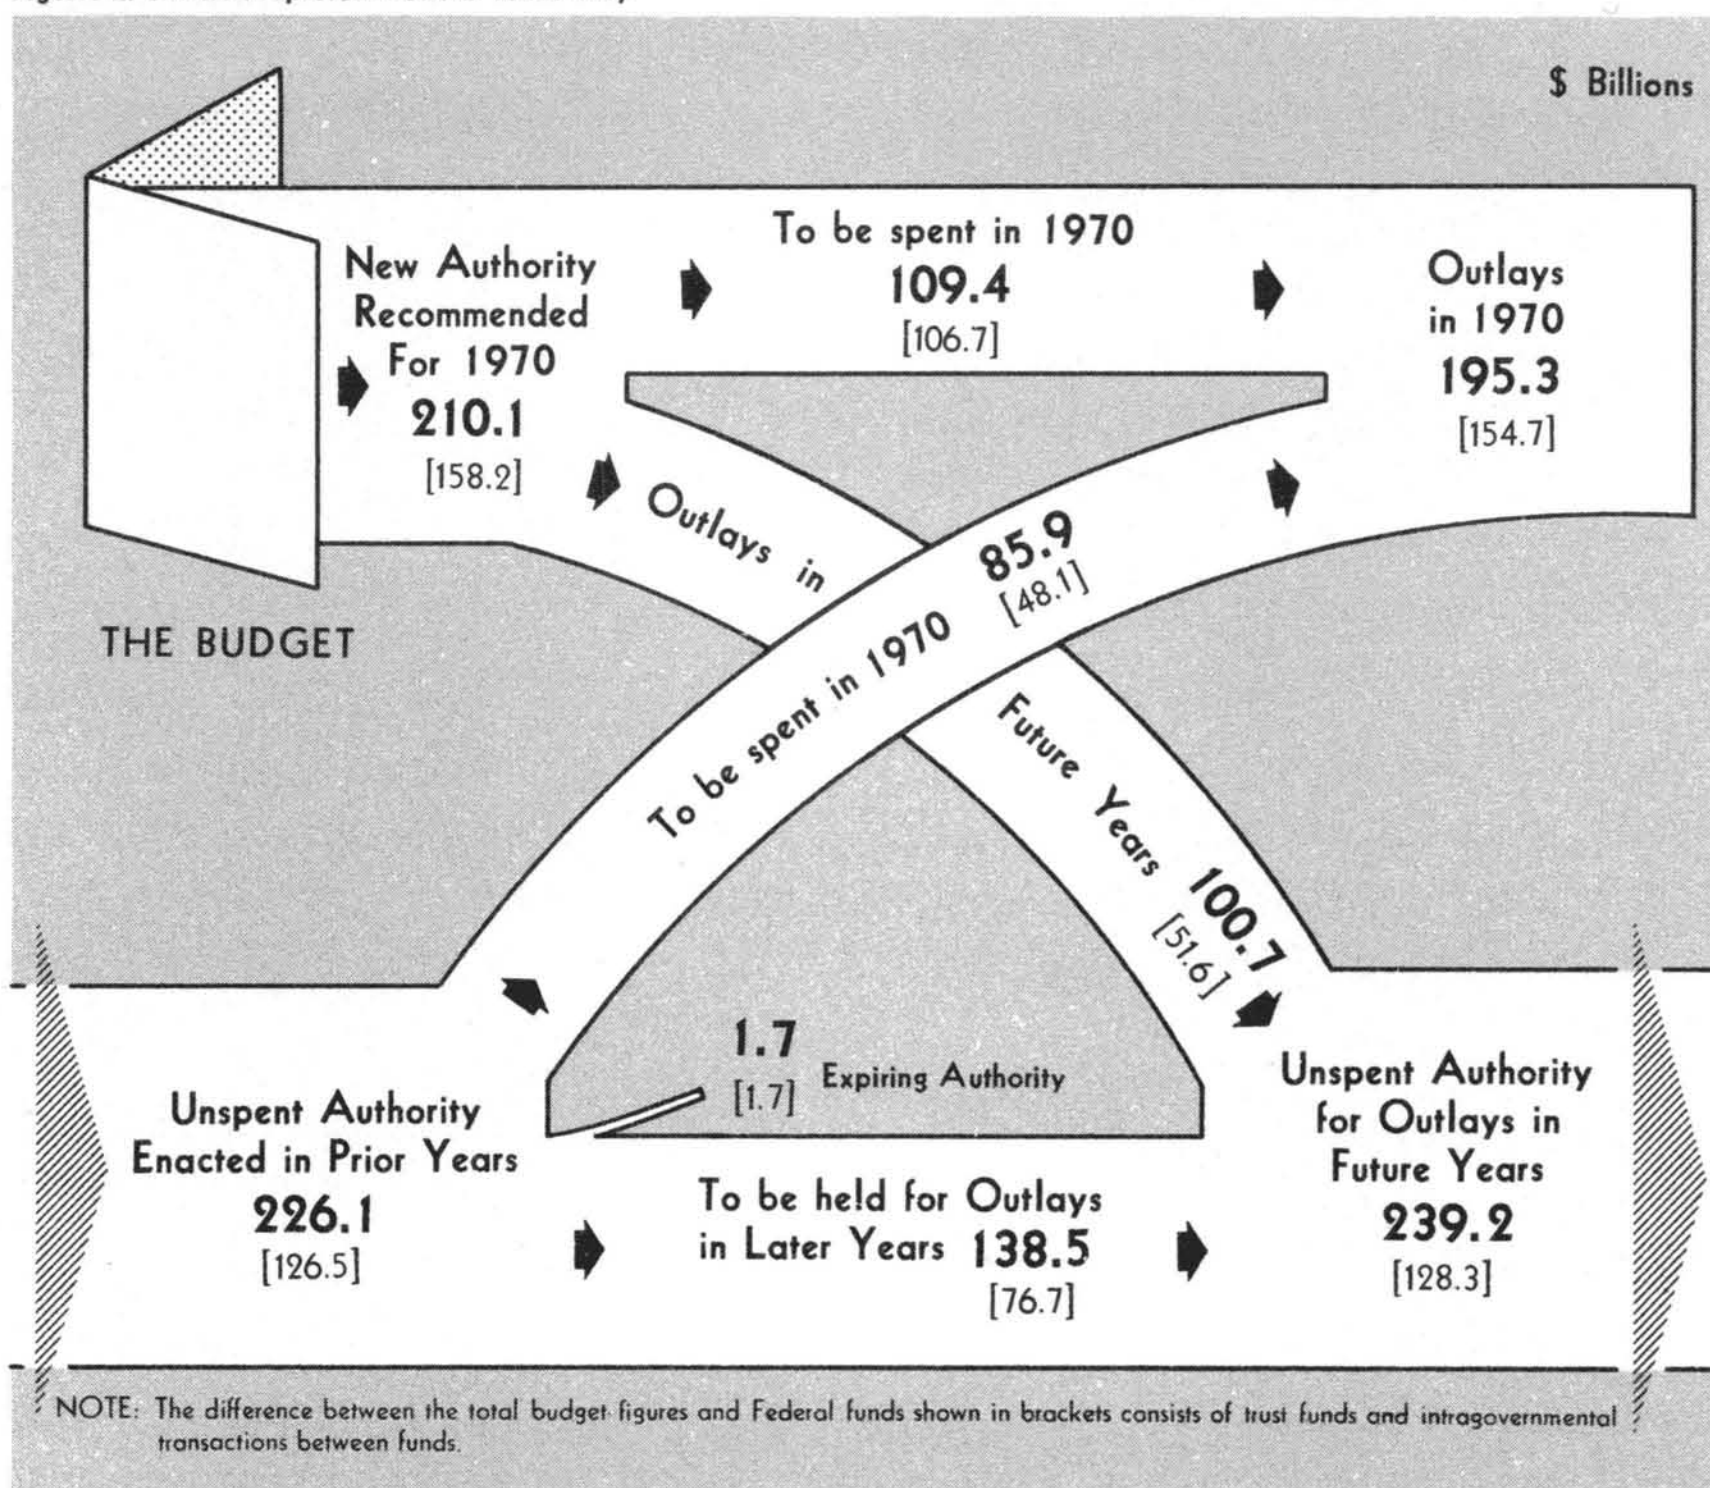 $ Billions
To be spent in 1970
109.4
[106.7]
New Authority
Recommended
For 1970
210.1
[158.2]
Outlays
in 1970
195.3
[154.7]
Outlays in
Future Years 100.7
[51.6]
To be spent in 1970 85.9
[48.1]
THE BUDGET
1.7
[1.7] Expiring Authority
Unspent Authority
Enacted in Prior Years
226.1
[126.5]
To be held for Outlays
in Later Years 138.5
[76.7]
Unspent Authority
for Outlays in
Future Years
239.2
[128.3]
NOTE: The difference between the total budget figures and Federal funds shown in brackets consists of trust funds and intragovernmental
transactions between funds.